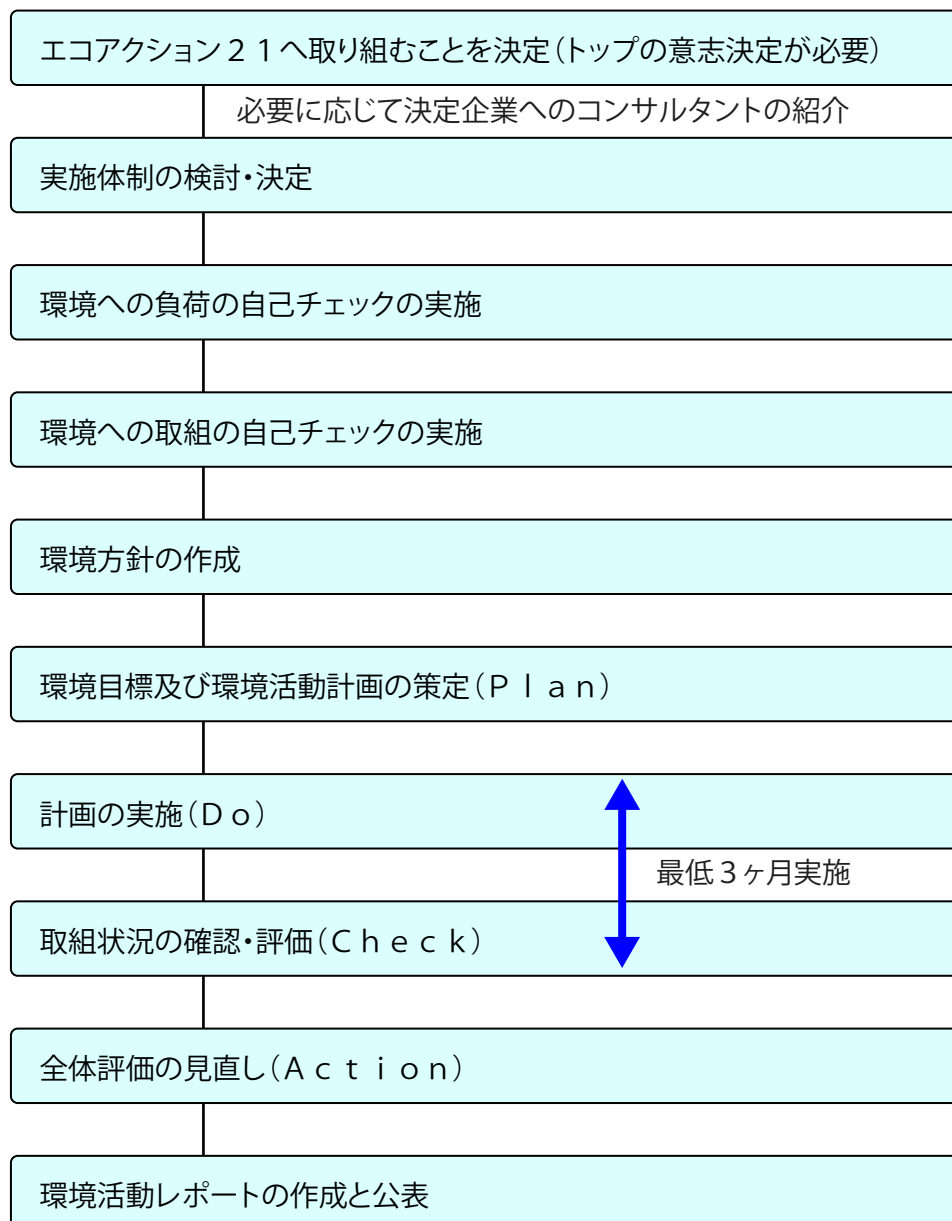 エコアクション２１へ取り組むことを決定（トップの意志決定が必要）
必要に応じて決定企業へのコンサルタントの紹介
実施体制の検討・決定
環境への負荷の自己チェックの実施
環境への取組の自己チェックの実施
環境方針の作成
環境目標及び環境活動計画の策定（Ｐｌａｎ）
計画の実施（Ｄｏ）
最低３ヶ月実施
取組状況の確認・評価（Ｃｈｅｃｋ）
全体評価の見直し（Ａｃｔｉｏｎ）
環境活動レポートの作成と公表